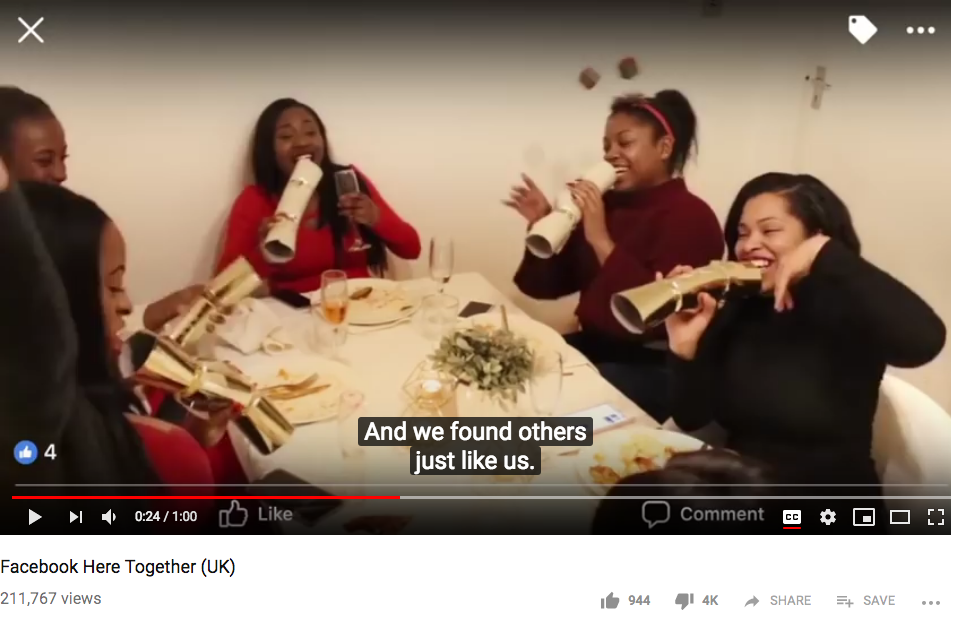 And we found others
just like us.
4
0:24 / 1:00
Like
Comment
CC
Facebook Here Together (UK)
211,767 views
944
4K
SHARE
SAVE